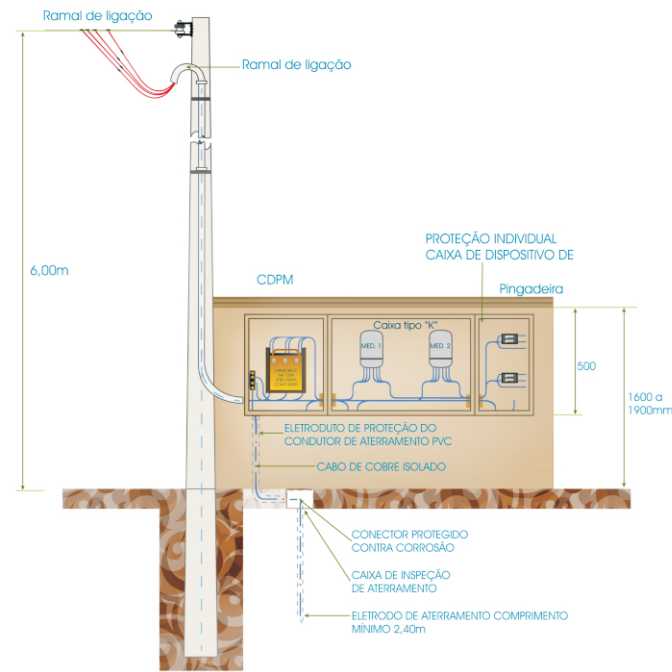 Ramal de ligação
Ramal de ligação
6,00m
PROTEÇÃO INDIVIDUAL
CAIXA DE DISPOSITIVO DE
CDPM
Pingadeira
Caixa tipo "K"
MED. 1
MED. 2
500
1600 a
1900mm
ELETRODUTO DE PROTEÇÃO DO
CONDUTOR DE ATERRAMENTO PVC
CABO DE COBRE ISOLADO
CONECTOR PROTEGIDO
CONTRA CORROSÃO
CAIXA DE INSPEÇÃO
DE ATERRAMENTO
ELETRODO DE ATERRAMENTO COMPRIMENTO
MÍNIMO 2,40m